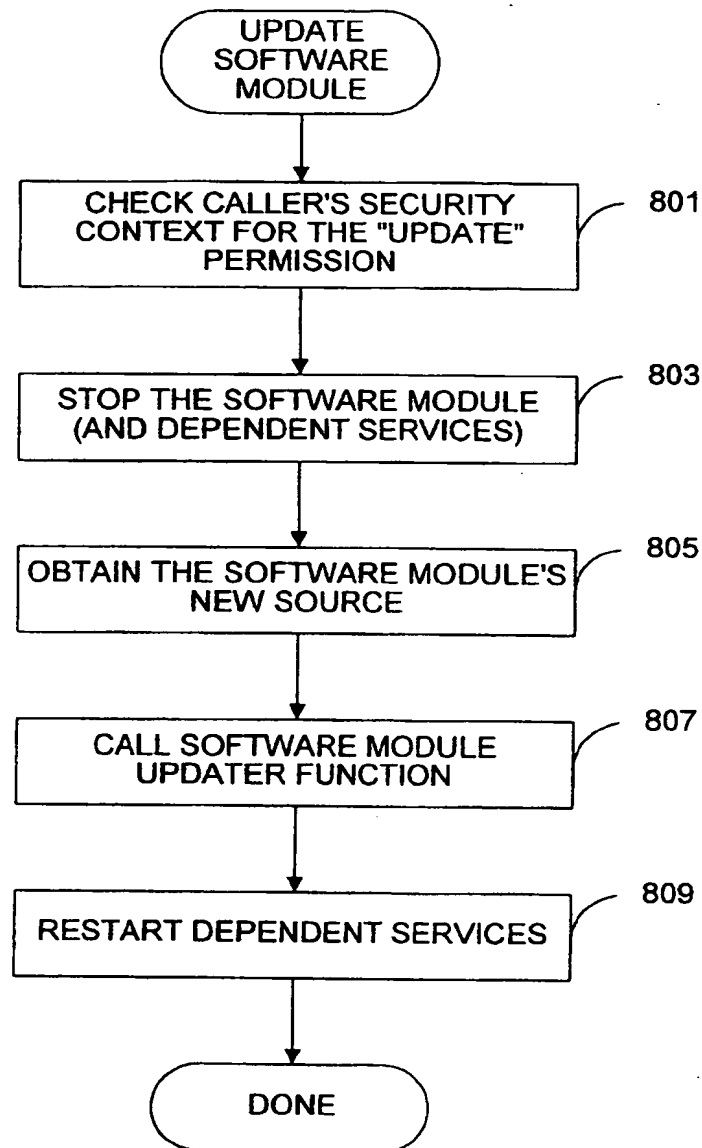 UPDATE
SOFTWARE
MODULE
CHECK CALLER'S SECURITY
CONTEXT FOR THE "UPDATE"
PERMISSION
801
STOP THE SOFTWARE MODULE
(AND DEPENDENT SERVICES)
803
OBTAIN THE SOFTWARE MODULE'S
NEW SOURCE
805
CALL SOFTWARE MODULE
UPDATER FUNCTION
807
RESTART DEPENDENT SERVICES
809
DONE